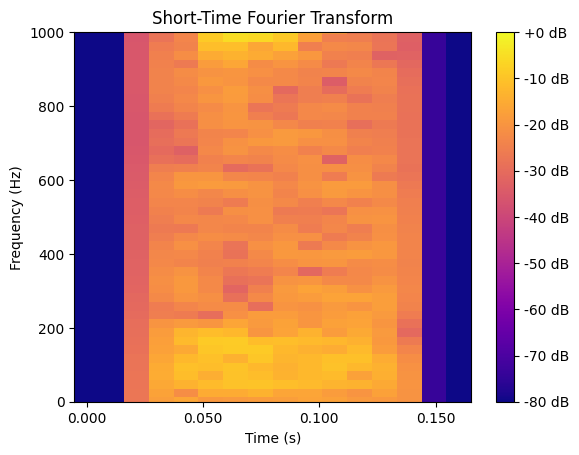 Short-Time Fourier Transform
1000
800
600
400
200
0
Frequency (Hz)
0.000
0.050
0.100
0.150
Time (s)
+0 dB
-10 dB
-20 dB
-30 dB
-40 dB
-50 dB
-60 dB
-70 dB
-80 dB